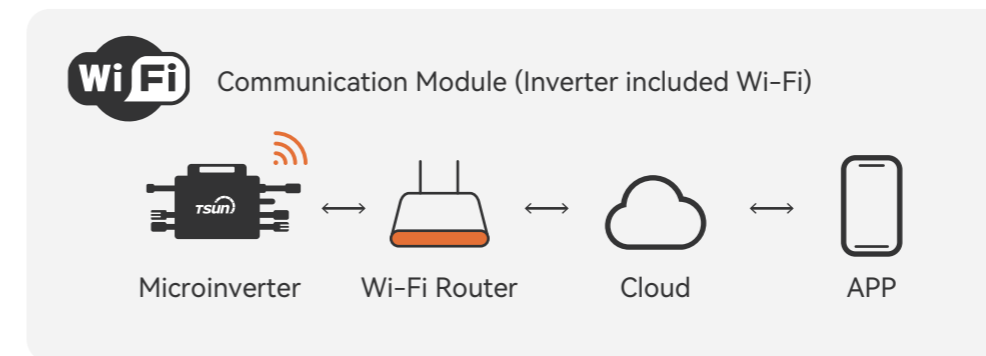 Wi Fi
Communication Module (Inverter included Wi-Fi)
TSUN
Microinverter
Wi-Fi Router
Cloud
APP